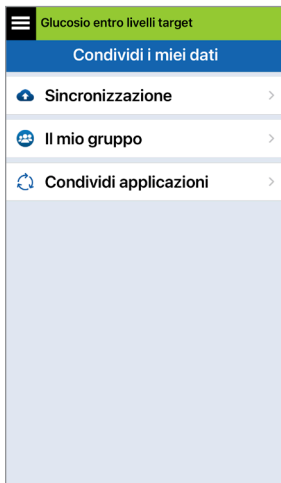 Glucosio entro livelli target
Condividi i miei dati
Sincronizzazione
Il mio gruppo
Condividi applicazioni